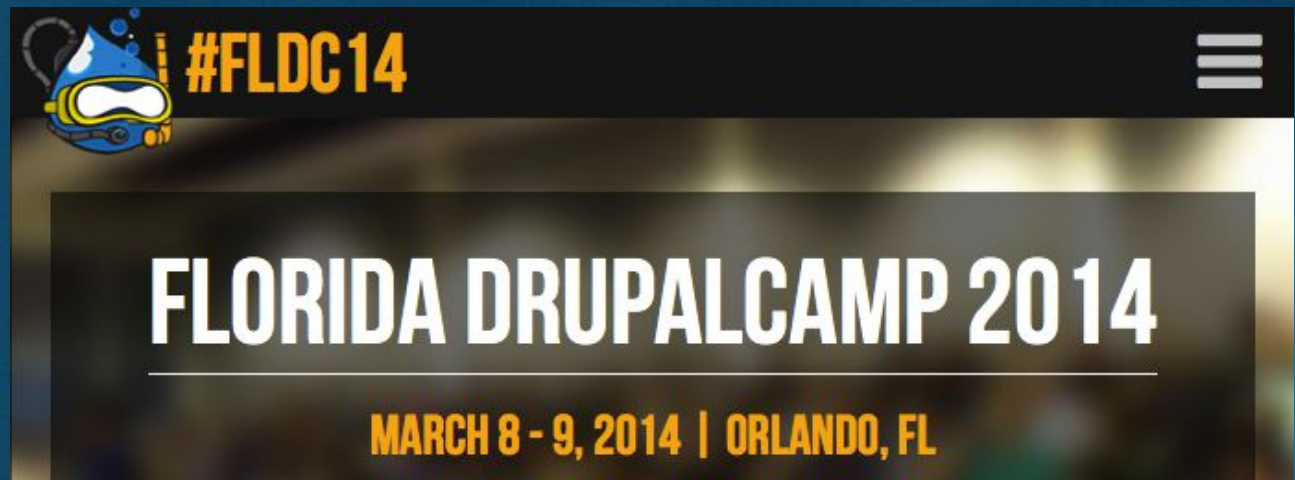 #FLDC14
FLORIDA DRUPALCAMP 2014
MARCH 8 - 9, 2014 | ORLANDO, FL